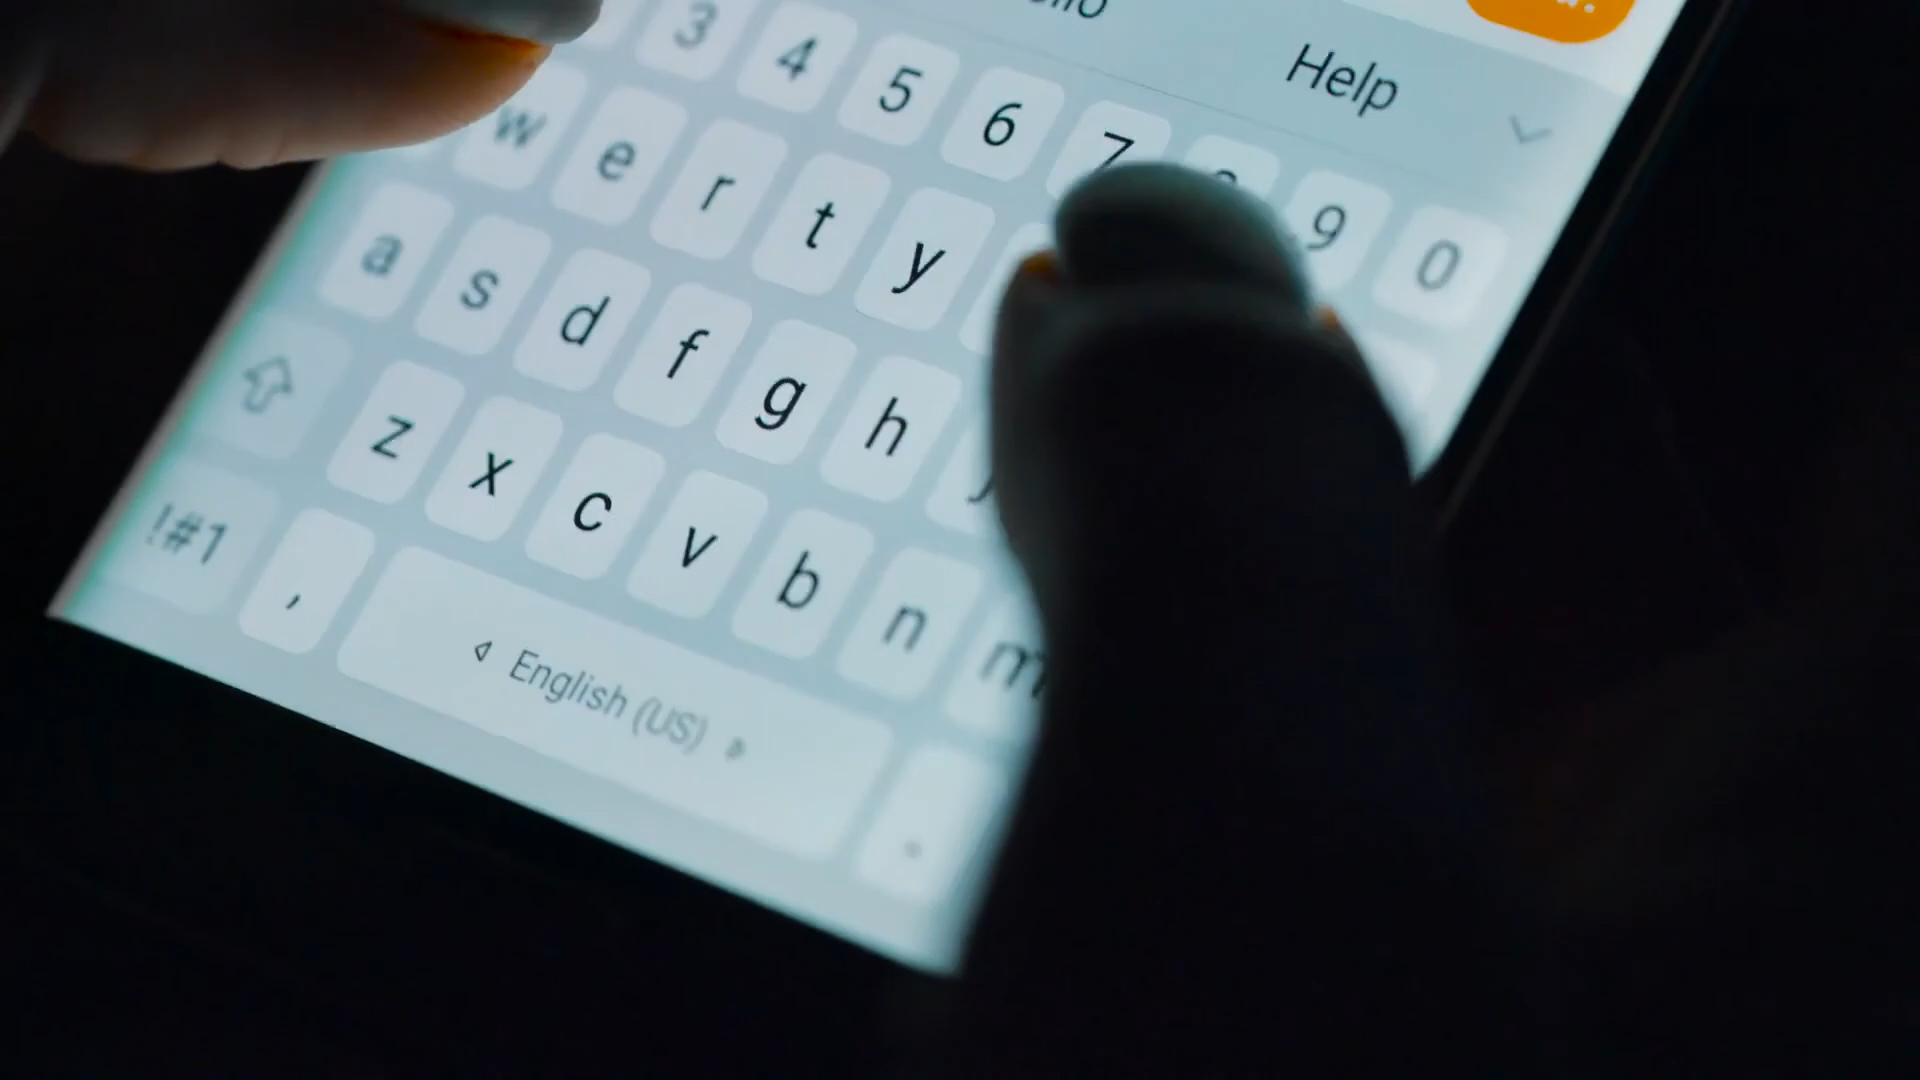 Help
3 4 5 6 7 9 0
w e r t y
a s d f g h
z x c v b n m
!#1 , English (US) .